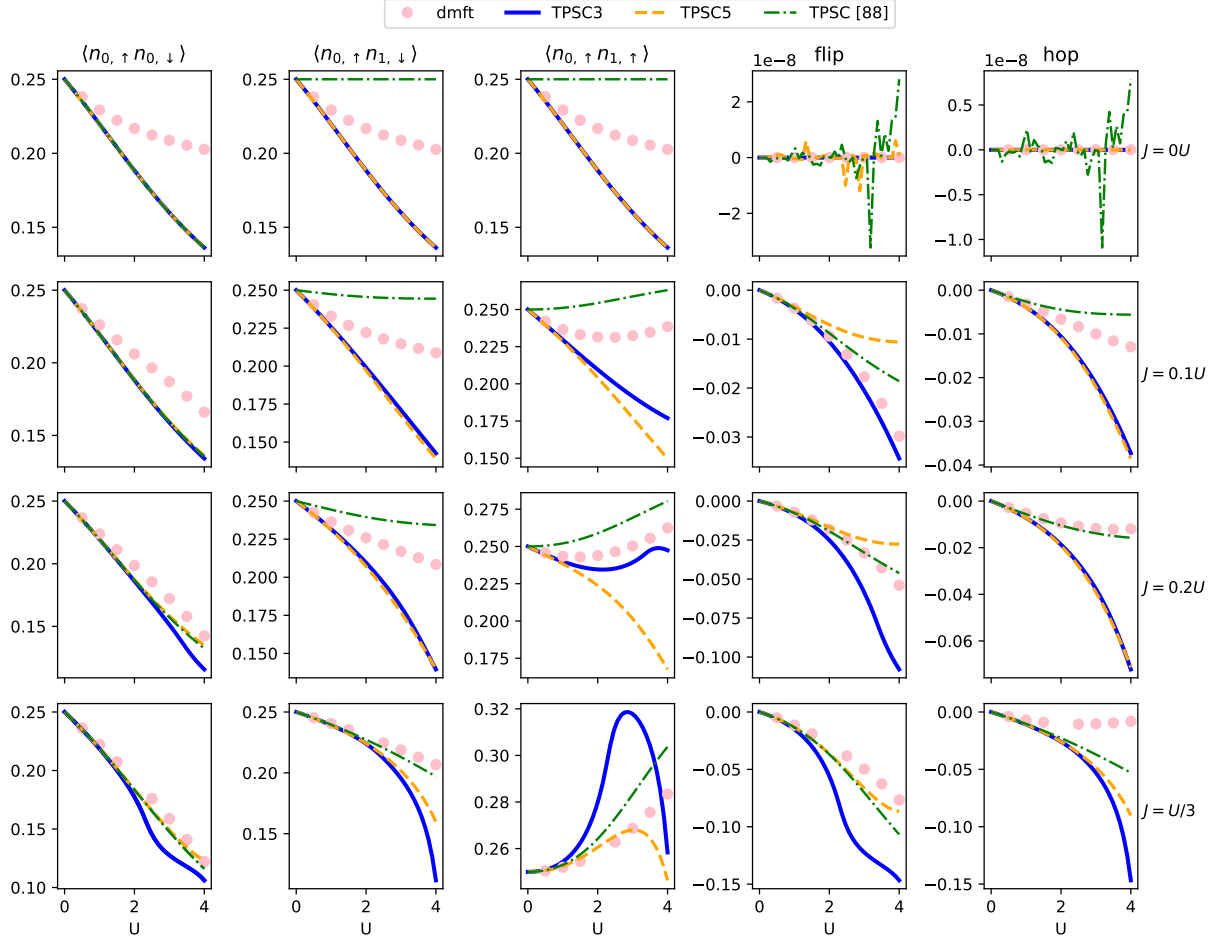 dmft TPSC3 TPSC5 TPSC [88]
⟨n0, ↑ n0, ↓⟩ ⟨n0, ↑ n1, ↓⟩ ⟨n0, ↑ n1, ↑⟩ flip hop
1e−8 1e−8
0.25 0.25 0.25 2 0.5
0.20 0.20 0.20 0 0.0
0.15 0.15 0.15 −2 −0.5
−1.0
J = 0U
0.25 0.250 0.250 0.00 0.00
0.20 0.225 0.225 −0.01 −0.01
0.15 0.200 0.200 −0.02 −0.02
0.175 0.175 −0.03 −0.03
0.150 0.150 −0.04
J = 0.1U
0.25 0.250 0.275 0.000 0.00
0.20 0.225 0.250 −0.025 −0.02
0.15 0.200 0.225 −0.050 −0.04
0.175 0.200 −0.075 −0.06
0.150 0.175 −0.100
J = 0.2U
0.25 0.25 0.32 0.00 0.00
0.20 0.20 0.30 −0.05 −0.05
0.15 0.15 0.28 −0.10 −0.10
0.10 0.26 −0.15 −0.15
J = U/3
0 2 4 0 2 4 0 2 4 0 2 4 0 2 4
U U U U U